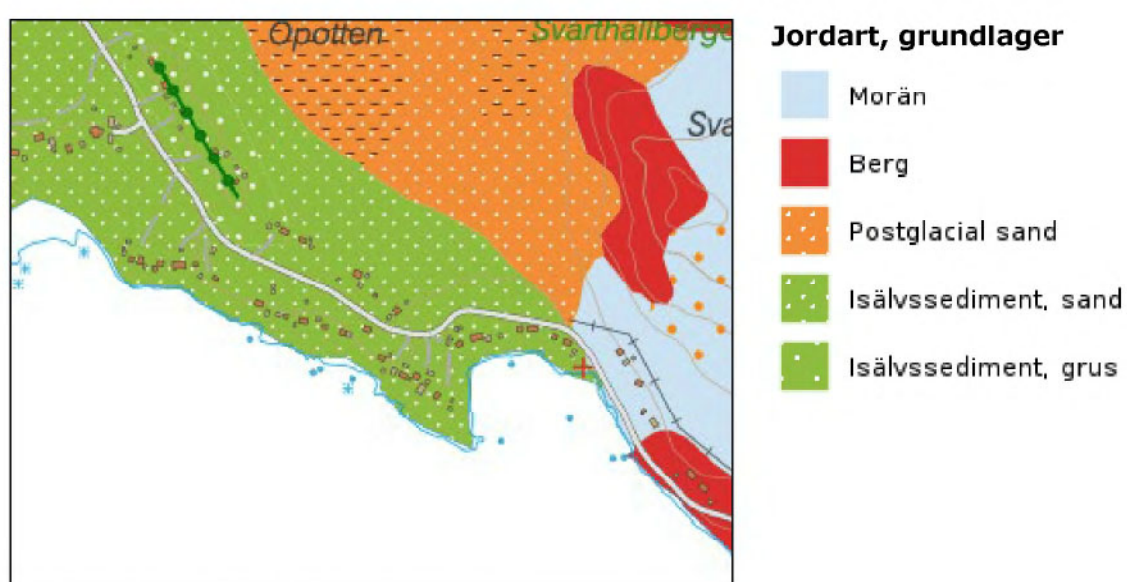 Opotten
Svarthallberge
Sva
Jordart, grundlager
Morän
Berg
Postglacial sand
Isälvssediment, sand
Isälvssediment, grus